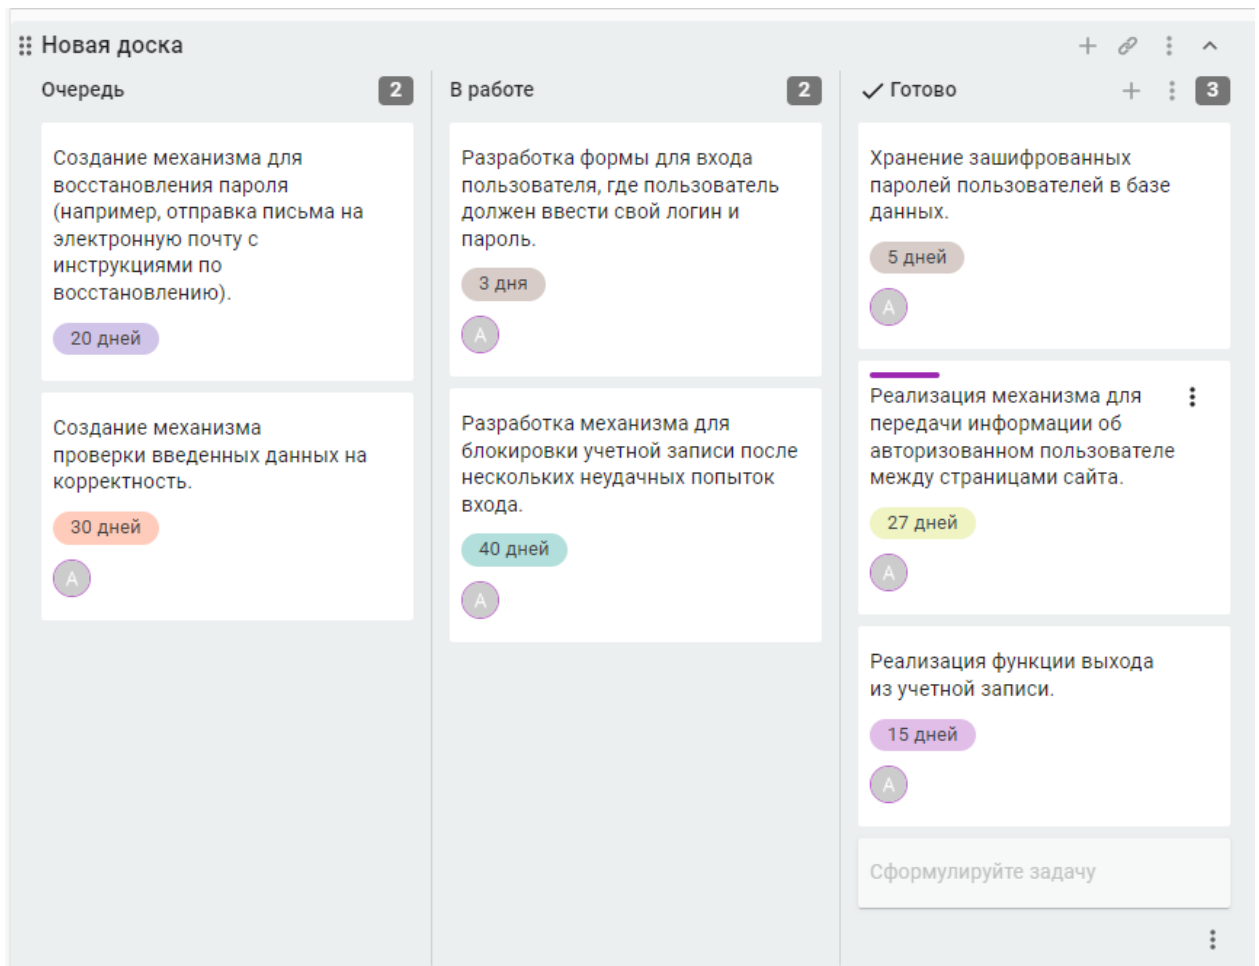 Новая доска
Очередь 2
Создание механизма для
восстановления пароля
(например, отправка письма на
электронную почту с
инструкциями по
восстановлению).
20 дней
Создание механизма
проверки введенных данных на
корректность.
30 дней
А
В работе 2
Разработка формы для входа
пользователя, где пользователь
должен ввести свой логин и
пароль.
3 дня
А
Разработка механизма для
блокировки учетной записи после
нескольких неудачных попыток
входа.
40 дней
А
Готово 3
Хранение зашифрованных
паролей пользователей в базе
данных.
5 дней
А
Реализация механизма для
передачи информации об
авторизованном пользователе
между страницами сайта.
27 дней
А
Реализация функции выхода
из учетной записи.
15 дней
А
Сформулируйте задачу